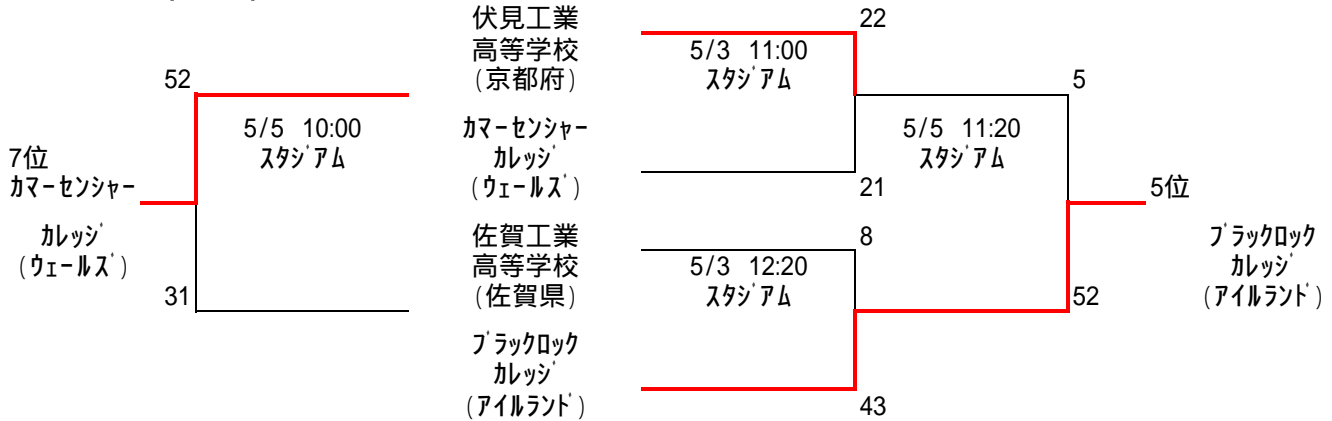 52
5/5 10:00
スタジアム
7位
カマーセンシャー
カレッジ
(ウェールズ)
31
伏見工業
高等学校
(京都府)
カマーセンシャー
カレッジ
(ウェールズ)
佐賀工業
高等学校
(佐賀県)
ブラックロック
カレッジ
(アイルランド)
22
5/3 11:00
スタジアム
21
8
5/3 12:20
スタジアム
43
5
5/5 11:20
スタジアム
52
5位
ブラックロック
カレッジ
(アイルランド)